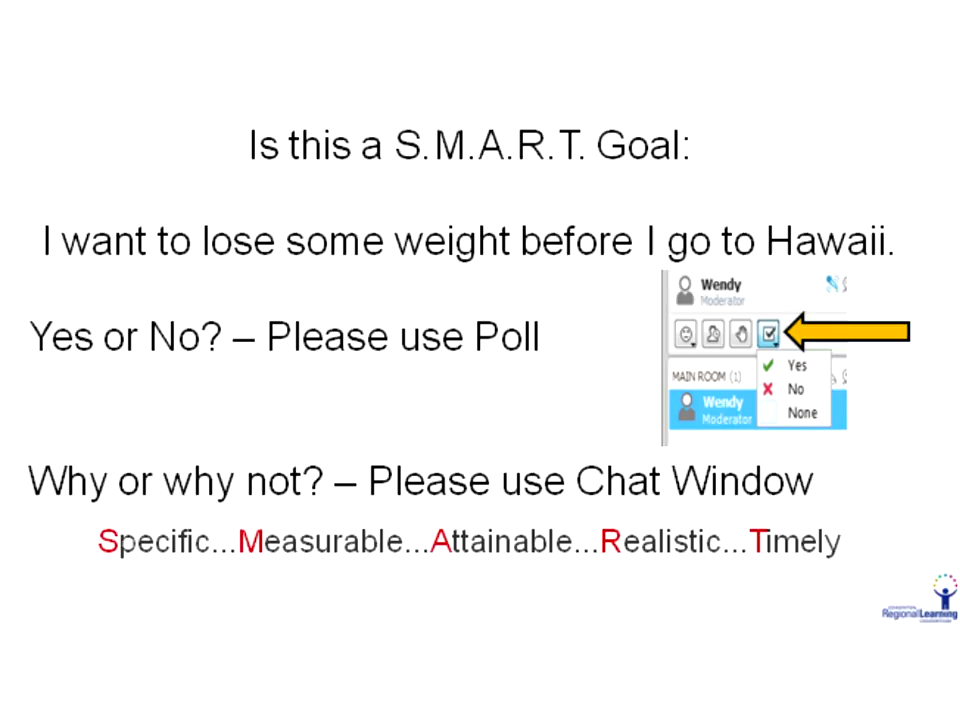 Is this a S.M.A.R.T. Goal:
I want to lose some weight before I go to Hawaii.
Wendy
Moderator
Yes or No? – Please use Poll
Yes
MAIN ROOM (1)
No
Wendy
Moderator
None
Why or why not? – Please use Chat Window
Specific...Measurable...Attainable...Realistic...Timely
Regional Learning